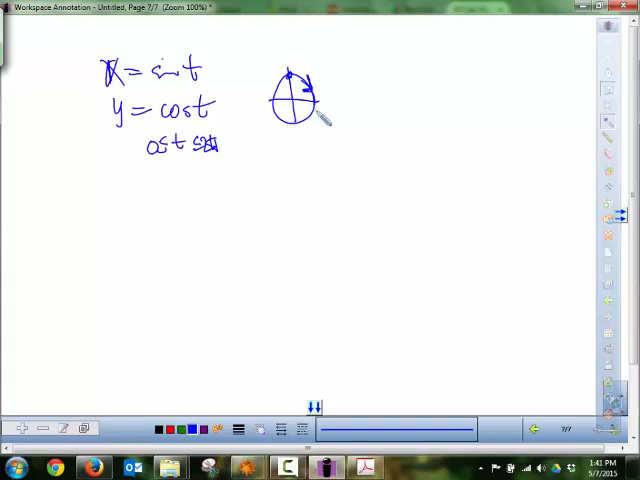 Workspace Annotation - Untitled, Page 7/7 (Zoom 100%) *
x = sin t
y = cos t
0 ≤ t ≤ 2π
7/7
1:41 PM
5/7/2015